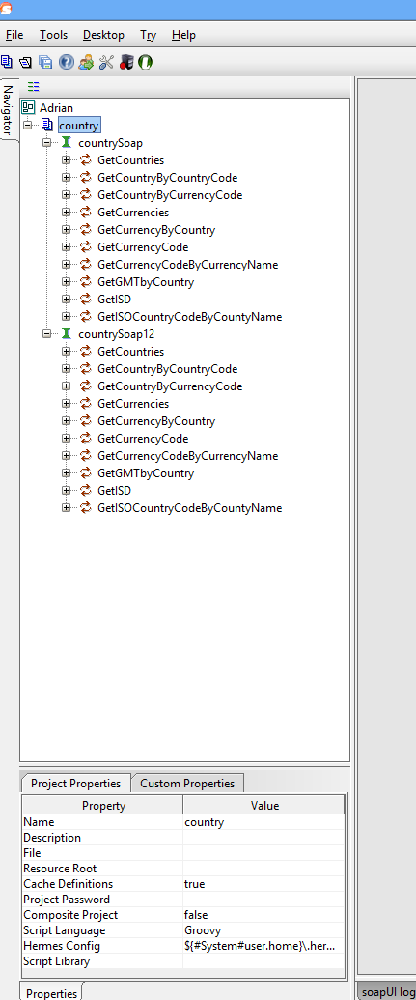 File Tools Desktop Try Help
Navigator
Adrian
country
countrySoap
GetCountries
GetCountryByCountryCode
GetCountryByCurrencyCode
GetCurrencies
GetCurrencyByCountry
GetCurrencyCode
GetCurrencyCodeByCurrencyName
GetGMTbyCountry
GetISD
GetISOCountryCodeByCountyName
countrySoap12
GetCountries
GetCountryByCountryCode
GetCountryByCurrencyCode
GetCurrencies
GetCurrencyByCountry
GetCurrencyCode
GetCurrencyCodeByCurrencyName
GetGMTbyCountry
GetISD
GetISOCountryCodeByCountyName
Project Properties Custom Properties
Property Value
Name country
Description
File
Resource Root
Cache Definitions true
Project Password
Composite Project false
Script Language Groovy
Hermes Config ${#System#user.home}\.her...
Script Library
Properties soapUI log